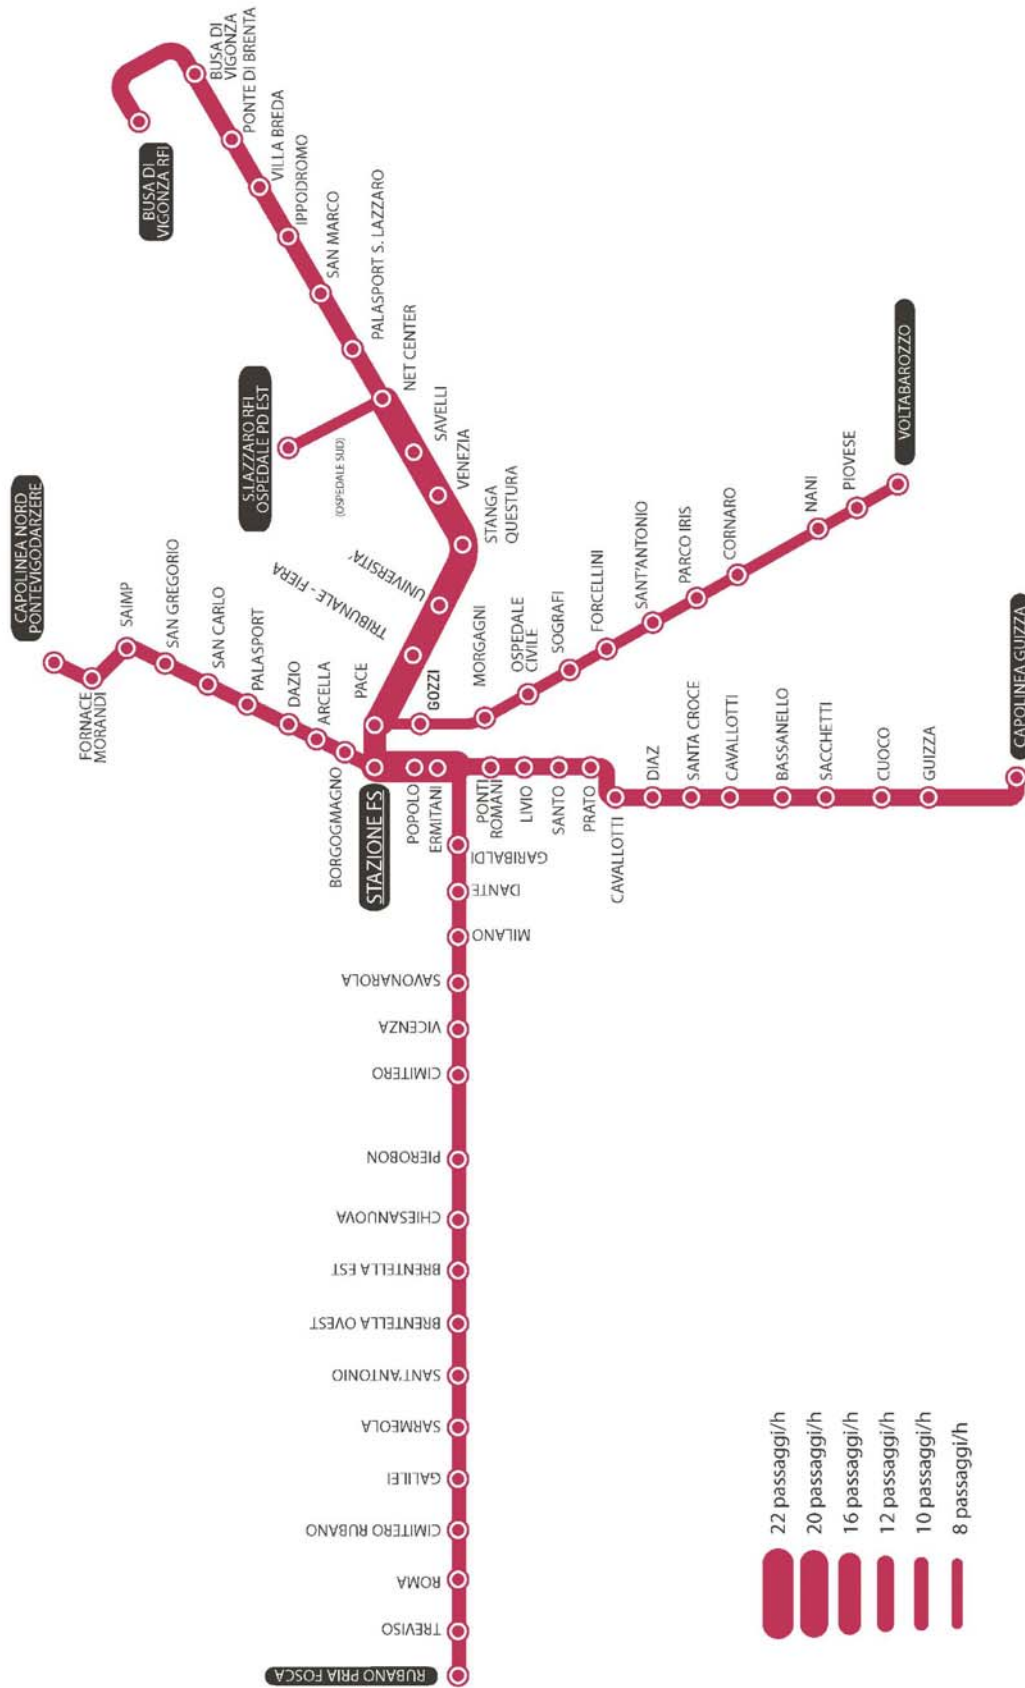 BUSA DI
VIGONZA RFI
BUSA DI
VIGONZA
PONTE DI BRENTA
VILLA BREDA
IPPODROMO
SAN MARCO
PALASPORT S. LAZZARO
NET CENTER
S.LAZZARO RFI
OSPEDALE PD EST
(OSPEDALE SUD)
SAVELLI
VENEZIA
STANGA
QUESTURA
UNIVERSITA'
TRIBUNALE - FIERA
PACE
CAPOLINEA NORD
PONTEVIGODARZERE
FORNACE
MORANDI
SAIMP
SAN GREGORIO
SAN CARLO
PALASPORT
DAZIO
ARCELLA
BORGOGMAGNO
STAZIONE FS
GOZZI
MORGAGNI
OSPEDALE
CIVILE
SOGRAFI
FORCELLINI
SANT'ANTONIO
PARCO IRIS
CORNARO
NANI
PIOVESE
VOLTABAROZZO
POPOLO
ERMITANI
PONTI
ROMANI
LIVIO
SANTO
PRATO
CAVALLOTTI
DIAZ
SANTA CROCE
CAVALLOTTI
BASSANELLO
SACCHETTI
CUOCO
GUIZZA
CAPOLINEA GUIZZA
GARIBALDI
DANTE
MILANO
SAVONAROLA
VICENZA
CIMITERO
PIEROBON
CHIESANUOVA
BRENTELLA EST
BRENTELLA OVEST
SANT'ANTONIO
SARMEOLA
GALILEI
CIMITERO RUBANO
ROMA
TREVISO
RUBANO PRIA FOSCA
22 passaggi/h
20 passaggi/h
16 passaggi/h
12 passaggi/h
10 passaggi/h
8 passaggi/h